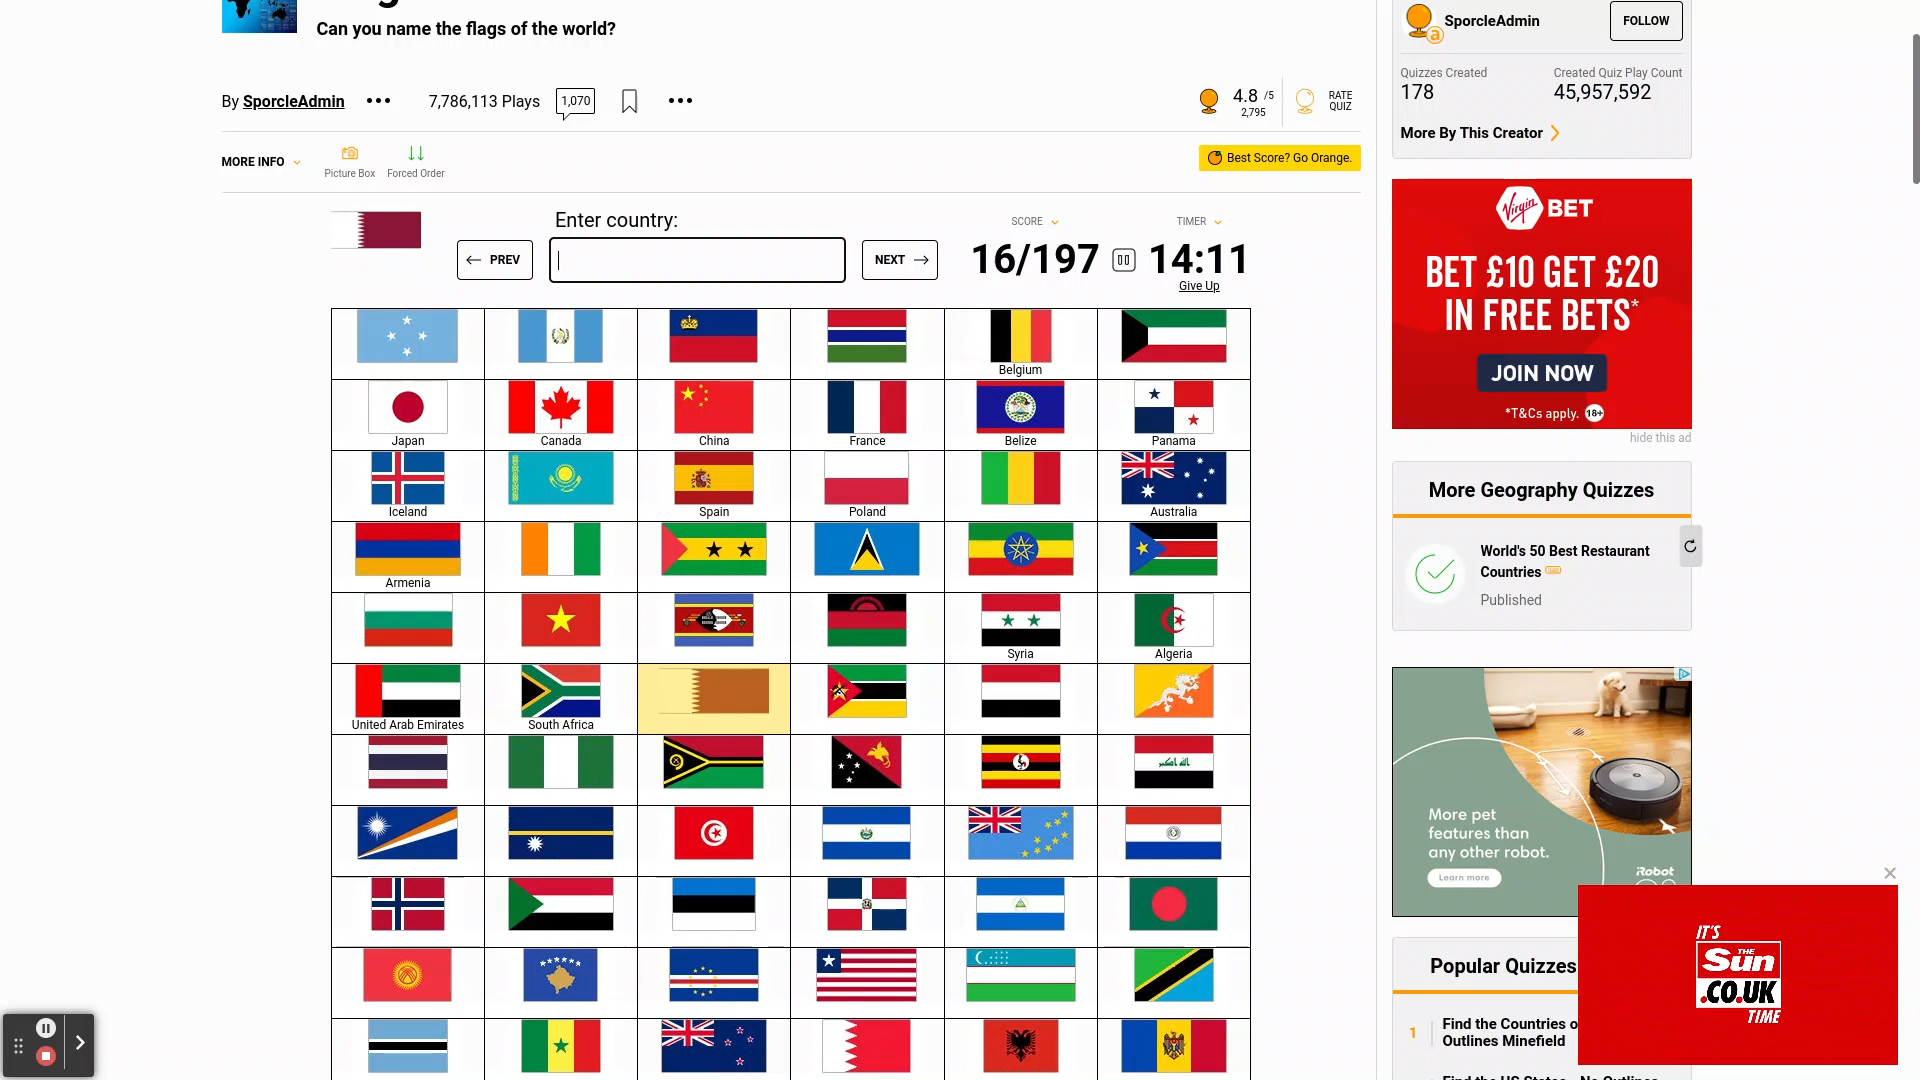 Can you name the flags of the world?
By SporcleAdmin
7,786,113 Plays
1,070
4.8 /5
2,795
RATE
QUIZ
MORE INFO
Picture Box
Forced Order
Best Score? Go Orange.
Enter country:
PREV
NEXT
SCORE
16/197
TIMER
14:11
Give Up
Belgium
Japan
Canada
China
France
Belize
Panama
Iceland
Spain
Poland
Australia
Armenia
Syria
Algeria
United Arab Emirates
South Africa
SporcleAdmin
FOLLOW
Quizzes Created
178
Created Quiz Play Count
45,957,592
More By This Creator
Virgin BET
BET £10 GET £20
IN FREE BETS*
JOIN NOW
*T&Cs apply. 18+
hide this ad
More Geography Quizzes
World's 50 Best Restaurant
Countries
Published
More pet
features than
any other robot.
Learn more
iRobot
Popular Quizzes
1
Find the Countries o
Outlines Minefield
IT'S
THE
Sun
.CO.UK
TIME